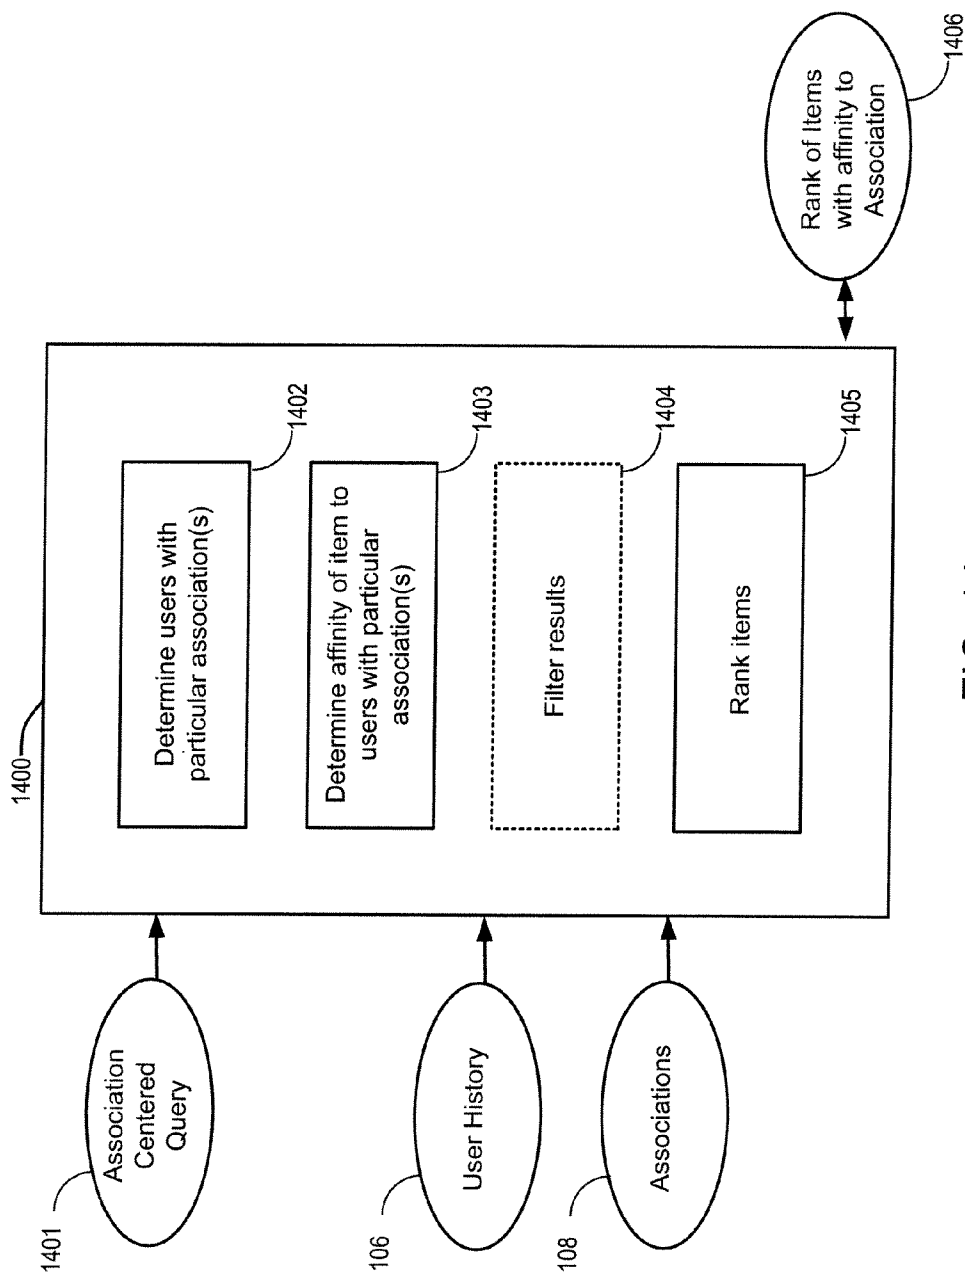 1400
1401
Association
Centered
Query
106
User History
108
Associations
Determine users with
particular association(s)
1402
Determine affinity of item to
users with particular
association(s)
1403
Filter results
1404
Rank items
1405
Rank of Items
with affinity to
Association
1406